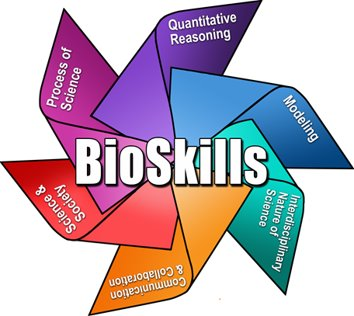 Quantitative
Reasoning
Modeling
Interdisciplinary
Nature of
Science
Communication
& Collaboration
Science &
Society
Process of
Science
BioSkills